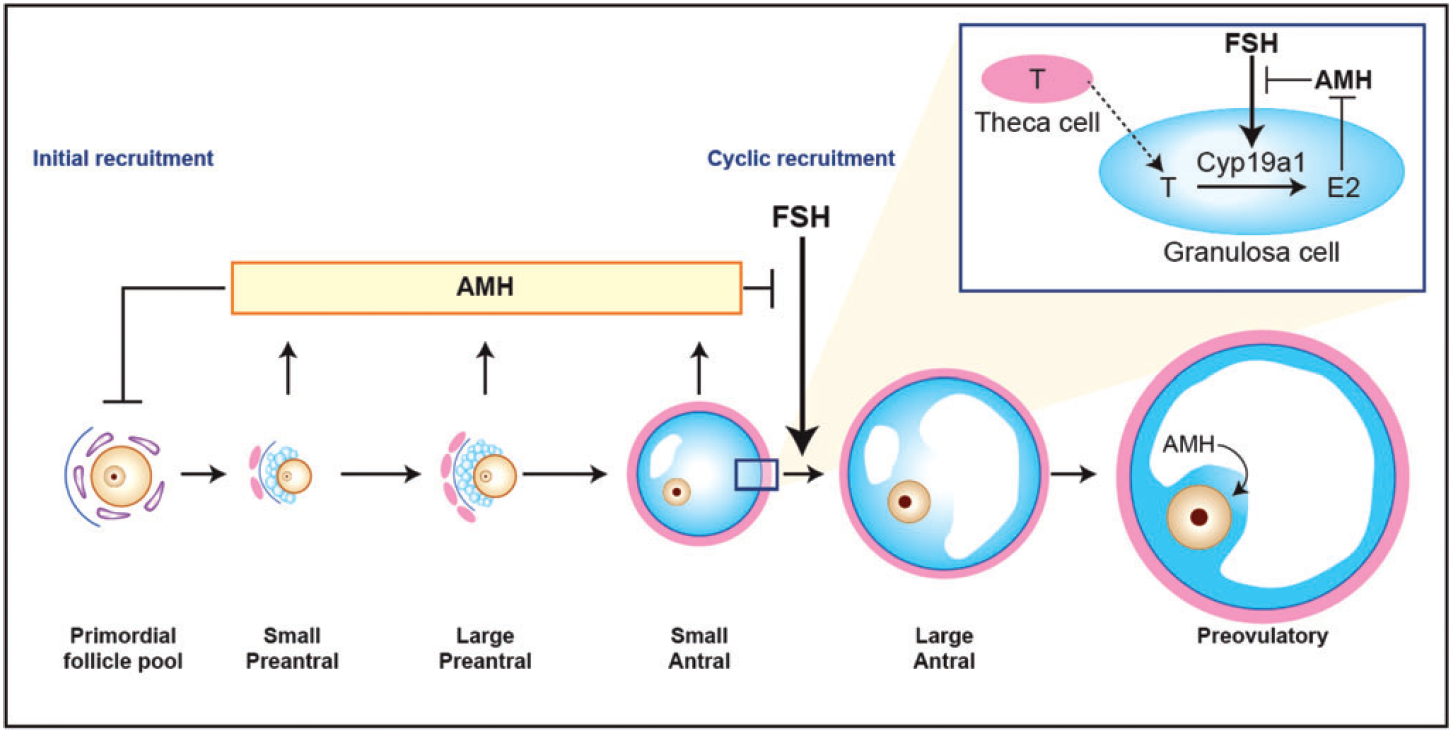 FSH
T
AMH
Theca cell
Initial recruitment
Cyclic recruitment
Cyp19a1
T
E2
FSH
Granulosa cell
AMH
AMH
Primordial
follicle pool
Small
Preantral
Large
Preantral
Small
Antral
Large
Antral
Preovulatory